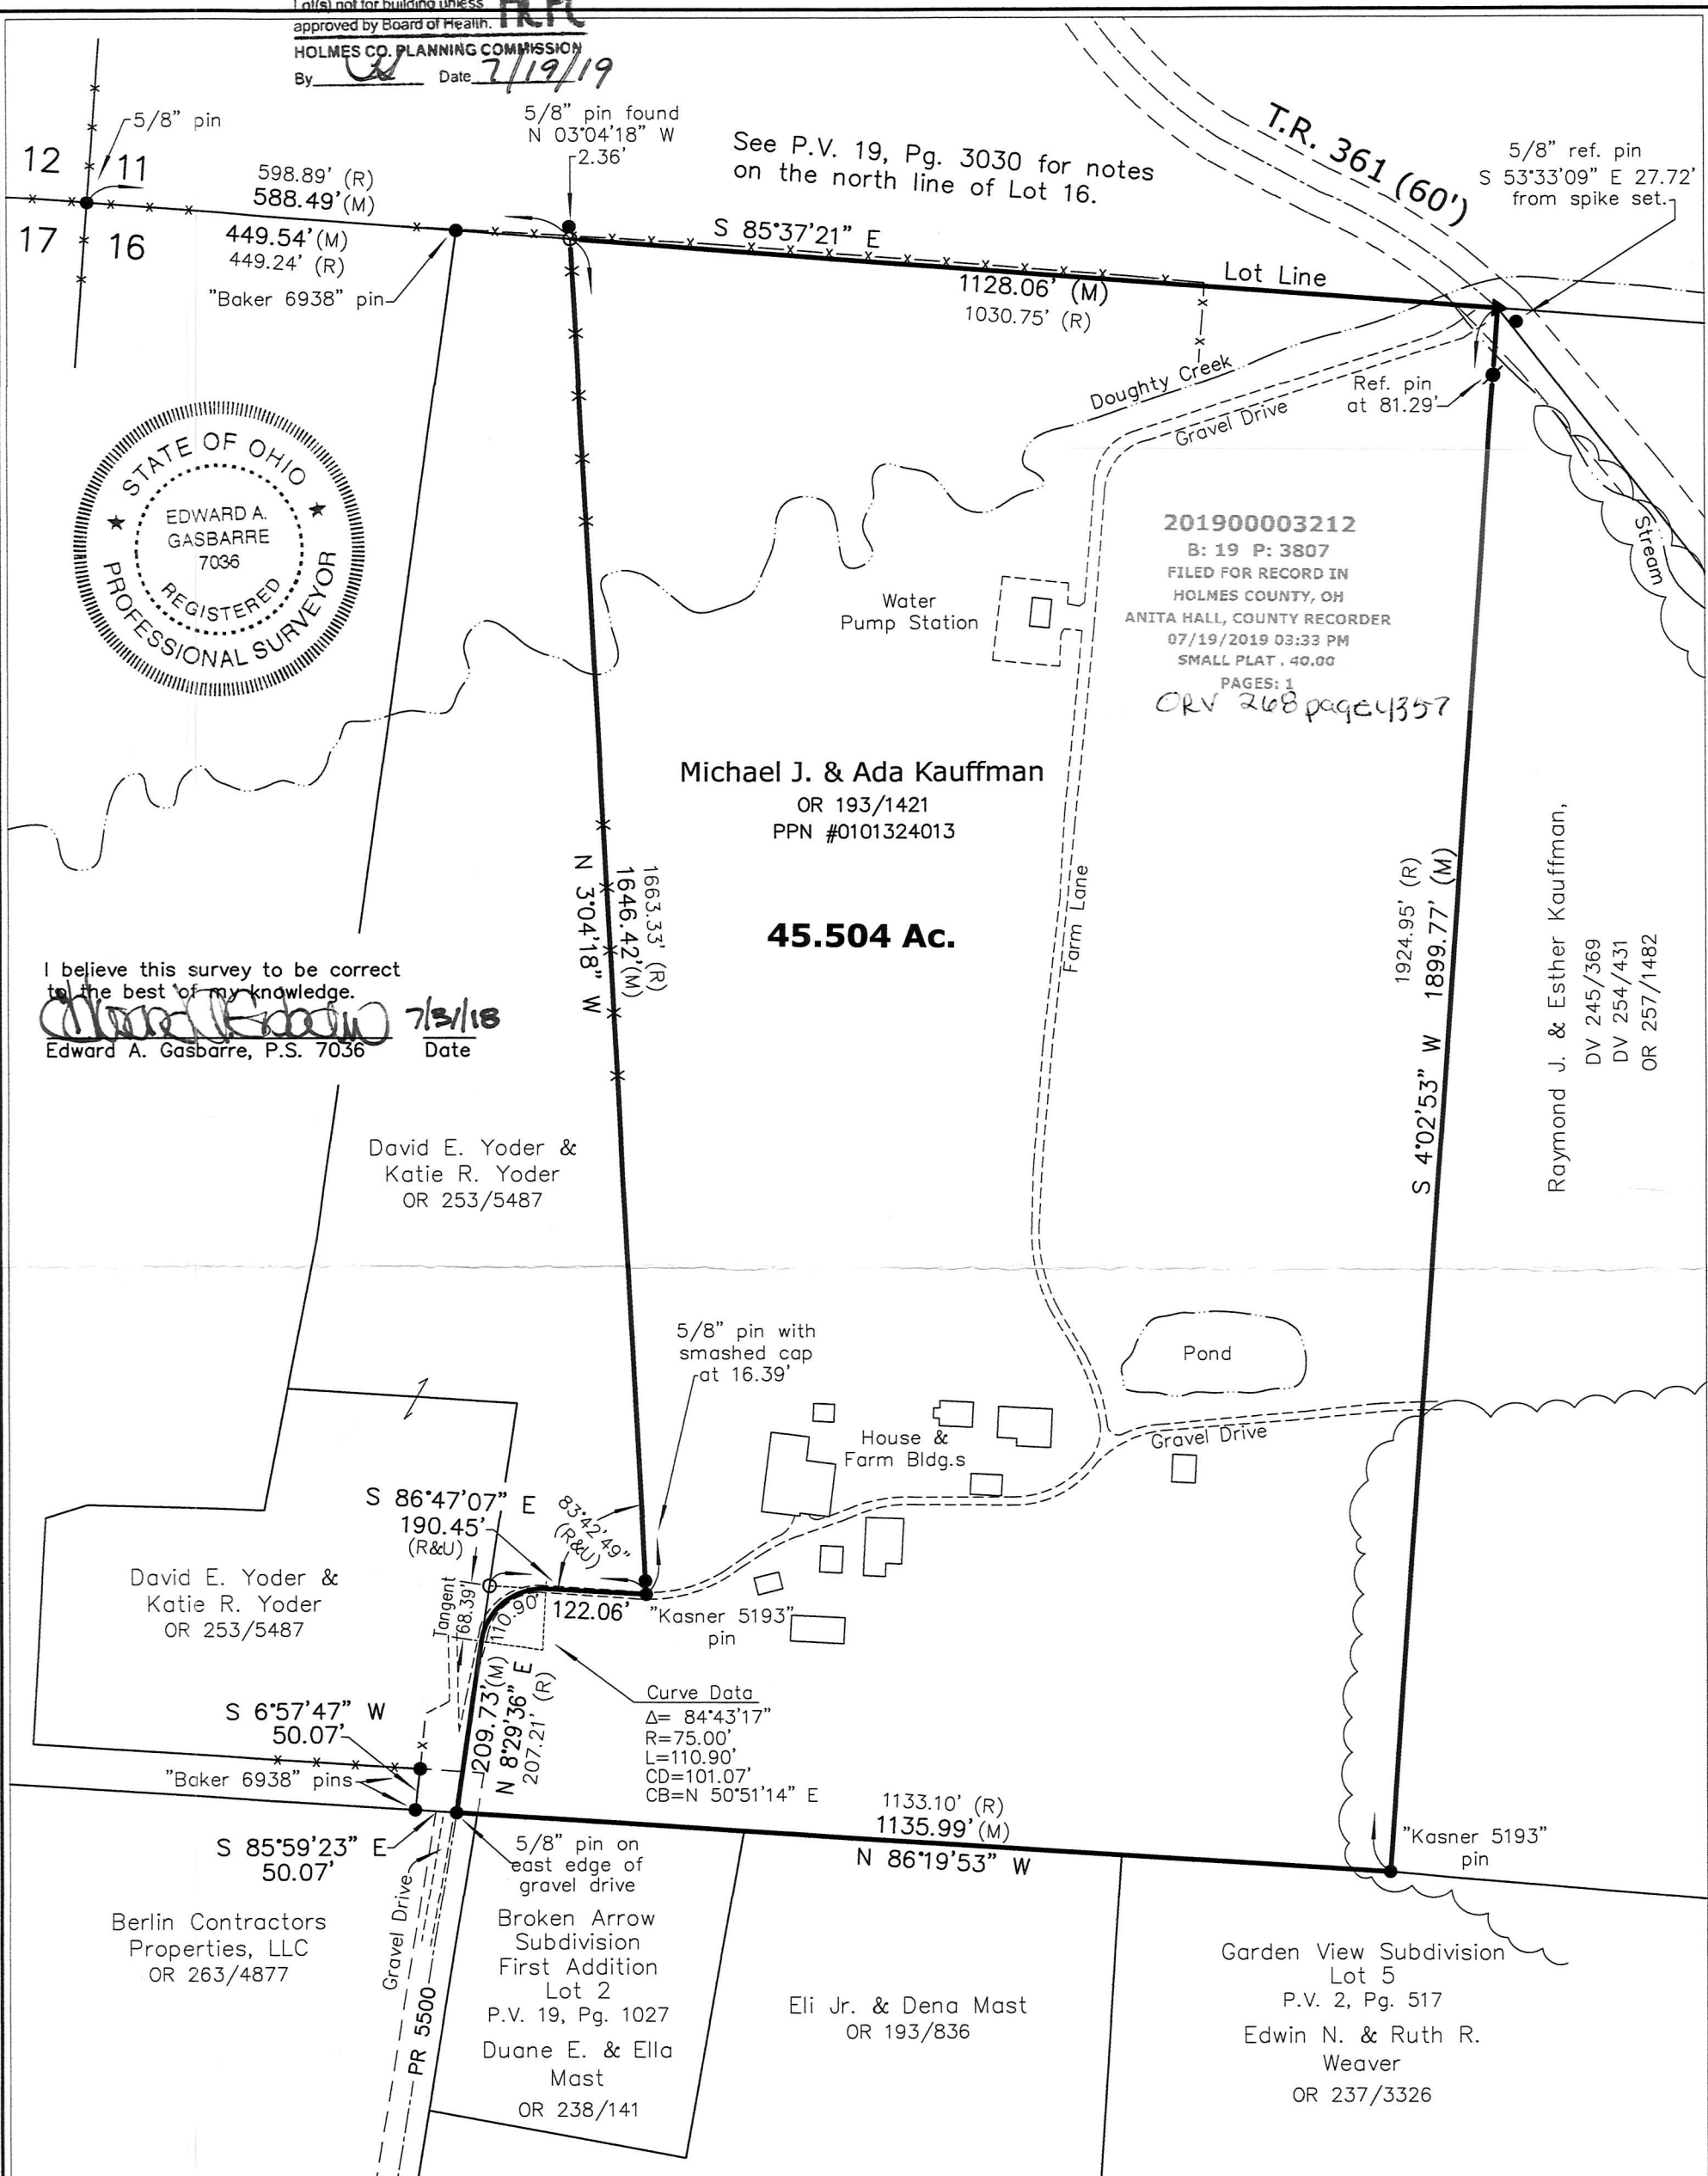 Lot(s) not for building unless
approved by Board of Health.
HOLMES CO. PLANNING COMMISSION
By Date 7/19/19
5/8" pin
12 11
17 16
598.89' (R)
588.49'(M)
449.54'(M)
449.24' (R)
"Baker 6938" pin
5/8" pin found
N 03°04'18" W
2.36'
See P.V. 19, Pg. 3030 for notes
on the north line of Lot 16.
T.R. 361 (60')
5/8" ref. pin
S 53°33'09" E 27.72'
from spike set.
S 85°37'21" E
Lot Line
1128.06' (M)
1030.75' (R)
Doughty Creek
Gravel Drive
Ref. pin
at 81.29'
Stream
STATE OF OHIO
EDWARD A.
GASBARRE
7036
REGISTERED
PROFESSIONAL SURVEYOR
201900003212
B: 19 P: 3807
FILED FOR RECORD IN
HOLMES COUNTY, OH
ANITA HALL, COUNTY RECORDER
07/19/2019 03:33 PM
SMALL PLAT . 40.00
PAGES: 1
ORV 268 page 4357
Water
Pump Station
Michael J. & Ada Kauffman
OR 193/1421
PPN #0101324013
45.504 Ac.
1663.33' (R)
1646.42'(M)
N 3°04'18" W
Farm Lane
1924.95' (R)
S 4°02'53" W 1899.77' (M)
Raymond J. & Esther Kauffman,
DV 245/369
DV 254/431
OR 257/1482
I believe this survey to be correct
to the best of my knowledge.
7/31/18
Edward A. Gasbarre, P.S. 7036 Date
David E. Yoder &
Katie R. Yoder
OR 253/5487
5/8" pin with
smashed cap
at 16.39'
Pond
House &
Farm Bldg.s
Gravel Drive
S 86°47'07" E
190.45'
(R&U)
83°42'49"
(R&U)
David E. Yoder &
Katie R. Yoder
OR 253/5487
Tangent
68.39'
110.90'
122.06'
"Kasner 5193"
pin
209.73'(M)
N 8°29'36" E
207.21' (R)
Curve Data
Δ= 84°43'17"
R=75.00'
L=110.90'
CD=101.07'
CB=N 50°51'14" E
S 6°57'47" W
50.07'
"Baker 6938" pins
S 85°59'23" E
50.07'
5/8" pin on
east edge of
gravel drive
1133.10' (R)
1135.99'(M)
N 86°19'53" W
"Kasner 5193"
pin
Berlin Contractors
Properties, LLC
OR 263/4877
Gravel Drive
PR 5500
Broken Arrow
Subdivision
First Addition
Lot 2
P.V. 19, Pg. 1027
Duane E. & Ella
Mast
OR 238/141
Eli Jr. & Dena Mast
OR 193/836
Garden View Subdivision
Lot 5
P.V. 2, Pg. 517
Edwin N. & Ruth R.
Weaver
OR 237/3326